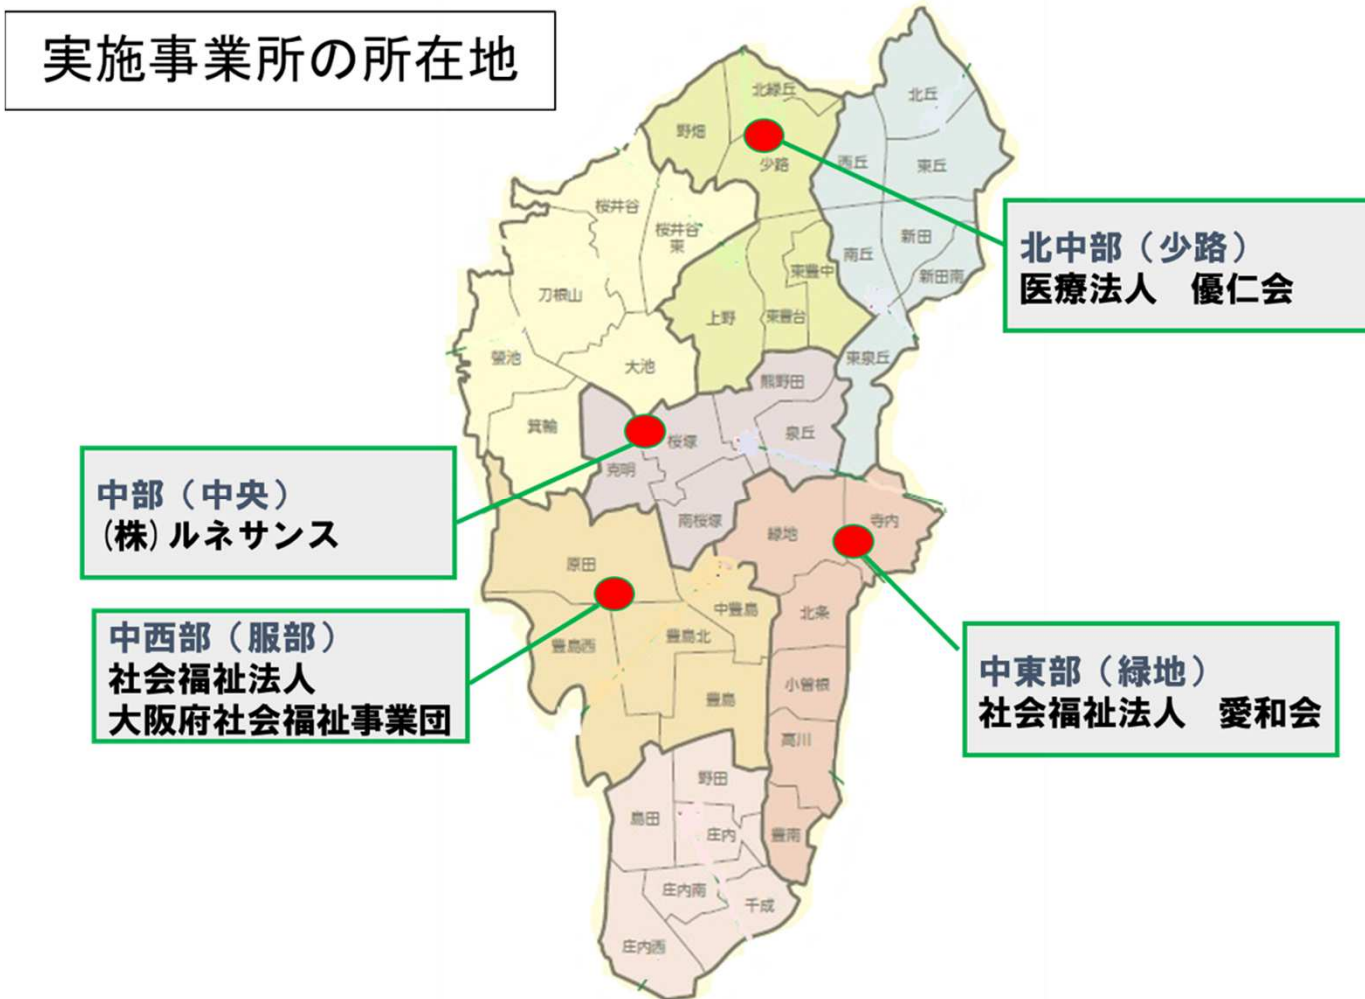 実施事業所の所在地
北丘
北緑丘
野畑
少路
西丘
東丘
桜井谷
桜井谷
東
新田
南丘
新田南
東豊中
刀根山
上野
東豊台
螢池
大池
東泉丘
熊野田
箕輪
桜塚
泉丘
克明
南桜塚
緑地
寺内
原田
中豊島
北条
豊島西
豊島北
小曽根
豊島
高川
野田
島田
庄内
豊南
庄内南
千成
庄内西
北中部（少路）
医療法人　優仁会
中部（中央）
(株)ルネサンス
中西部（服部）
社会福祉法人
大阪府社会福祉事業団
中東部（緑地）
社会福祉法人　愛和会